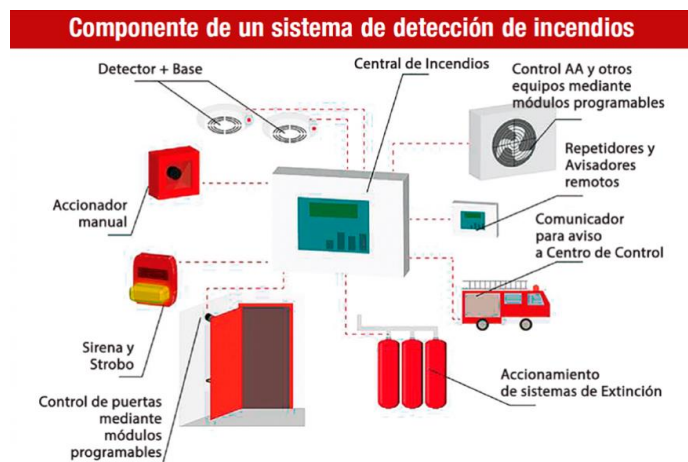 Componente de un sistema de detección de incendios
Detector + Base
Central de Incendios
Control AA y otros
equipos mediante
módulos programables
Repetidores y
Avisadores
remotos
Accionador
manual
Comunicador
para aviso
a Centro de Control
Sirena y
Strobo
Accionamiento
de sistemas de Extinción
Control de puertas
mediante
módulos
programables